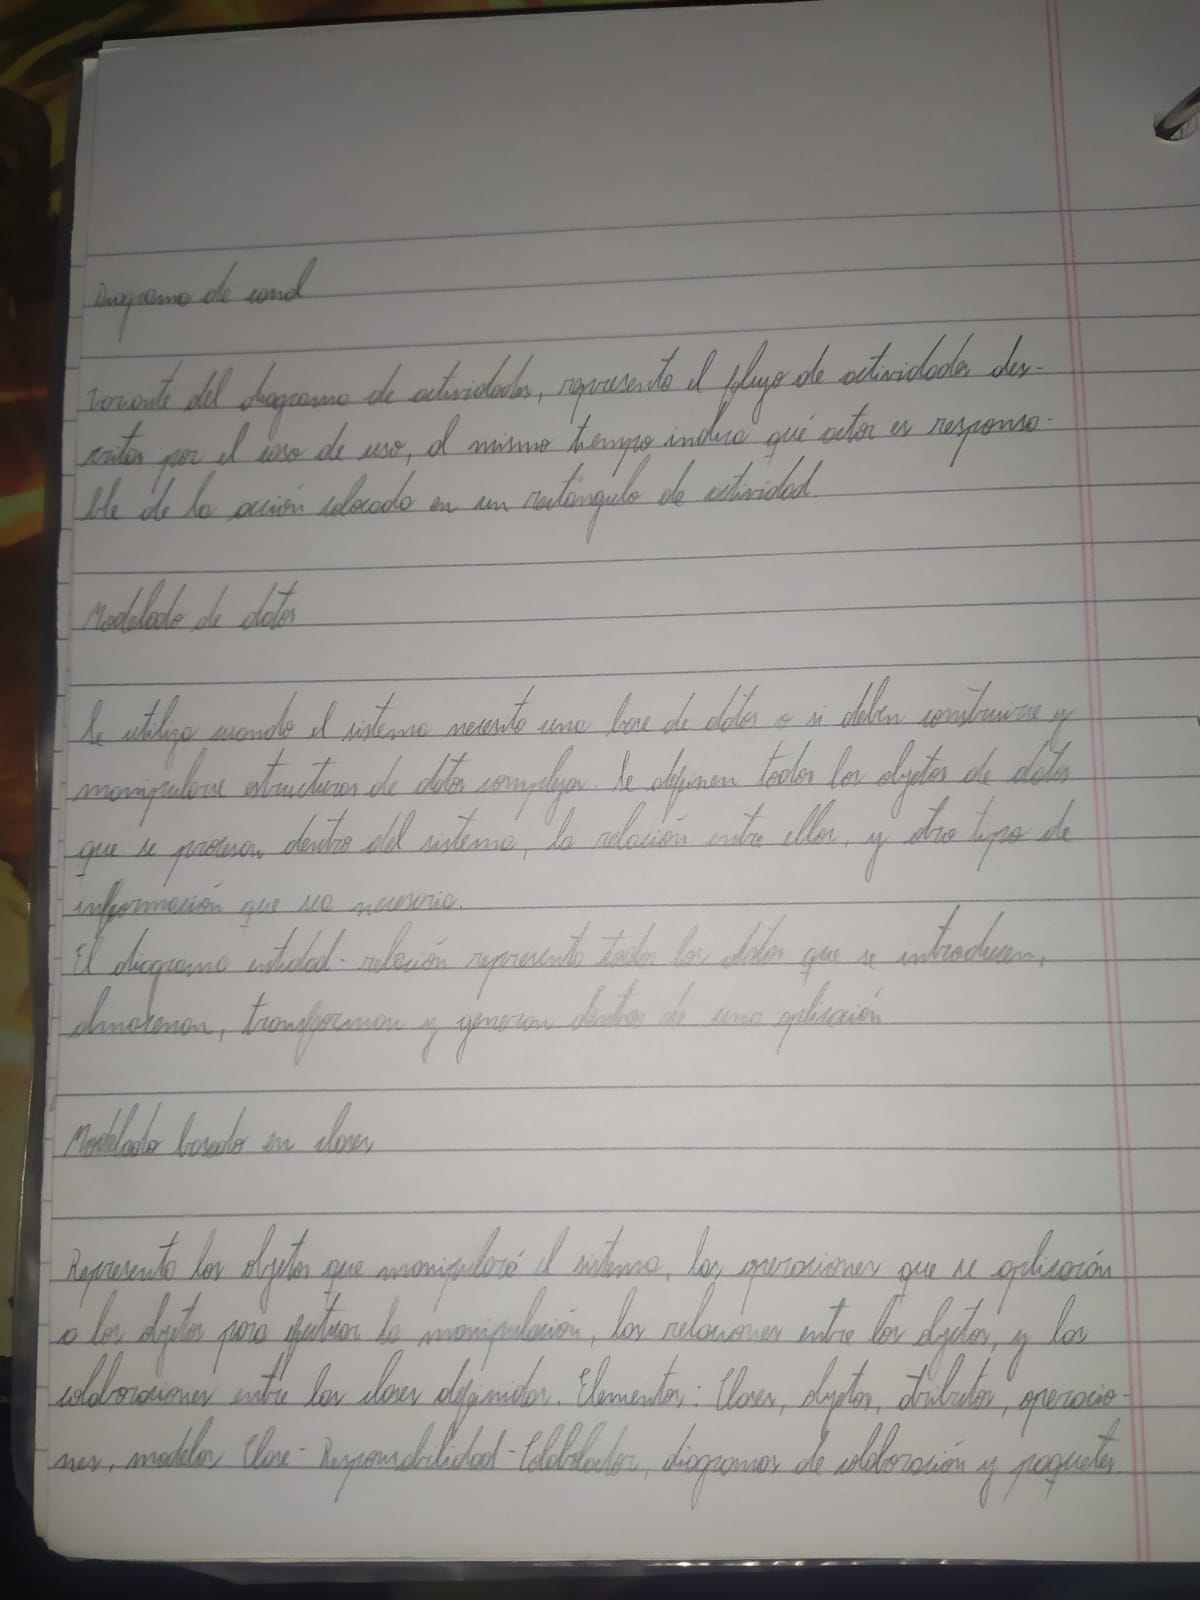 Diagrama de canal
Variante del diagrama de actividades, representa el flujo de actividades des-
critas por el caso de uso, al mismo tiempo indica qué actor es responsa-
ble de la acción colocada en un rectángulo de actividad.
Modelado de datos
Se utiliza cuando el sistema necesita una base de datos o si deben construirse y
manipularse estructuras de datos complejas. Se definen todos los objetos de datos
que se procesan dentro del sistema, la relación entre ellos, y otro tipo de
información que sea necesaria.
El diagrama entidad-relación representa todos los datos que se introducen,
almacenan, transforman y generan dentro de una aplicación
Modelado basado en clases
Representa los objetos que manipulará el sistema, las operaciones que se aplicarán
a los objetos para efectuar la manipulación, las relaciones entre los objetos, y las
colaboraciones entre las clases definidas. Elementos: Clases, objetos, atributos, operacio-
nes, modelos Clase-Responsabilidad-Colaborador, diagramas de colaboración y paquetes.